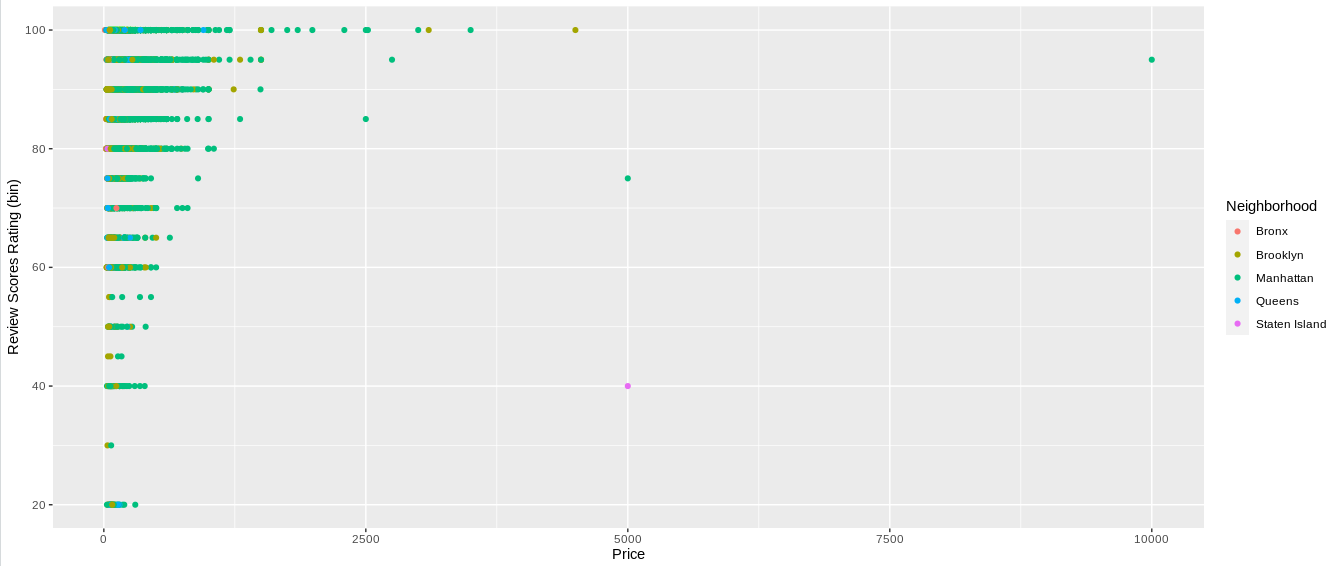 Review Scores Rating (bin)
100
80
60
40
20
0
2500
5000
7500
10000
Price
Neighborhood
Bronx
Brooklyn
Manhattan
Queens
Staten Island